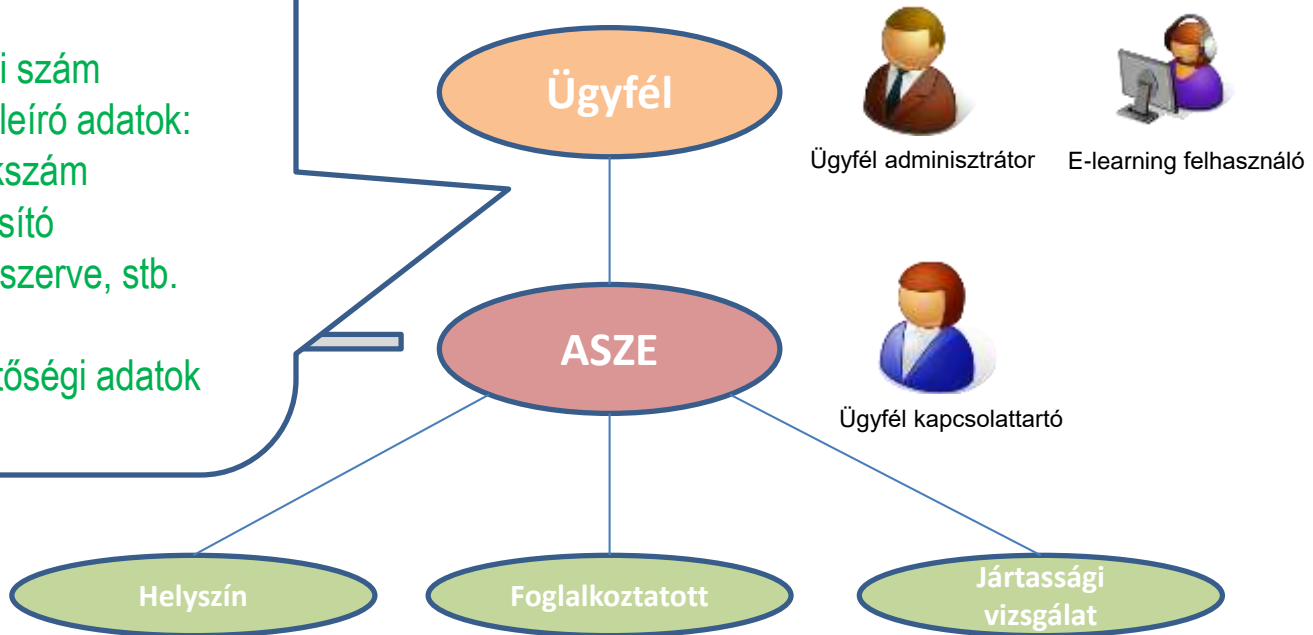 i szám
leíró adatok:
kszám
sító
szerve, stb.
tőségi adatok
Ügyfél
Ügyfél adminisztrátor
E-learning felhasználó
ASZE
Ügyfél kapcsolattartó
Helyszín
Foglalkoztatott
Jártassági
vizsgálat